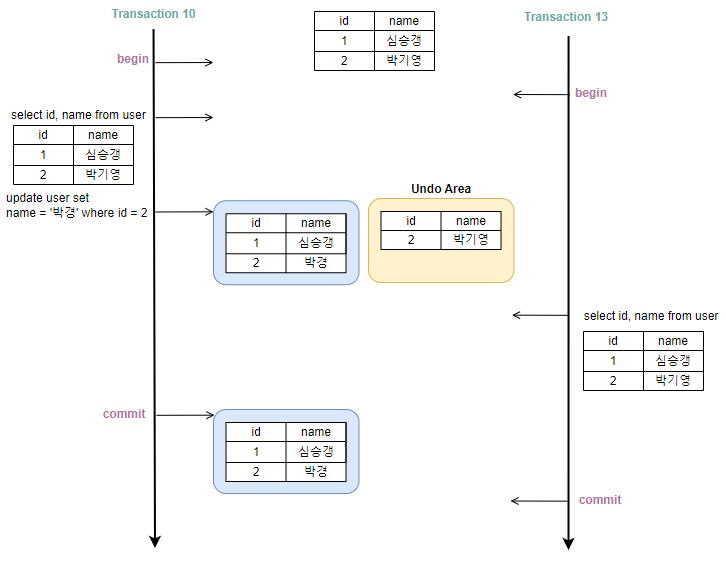 Transaction 10
Transaction 13
id name
1 심승갱
2 박기영
begin
begin
select id, name from user
id name
1 심승갱
2 박기영
update user set
name = '박경' where id = 2
Undo Area
id name
1 심승갱
2 박경
id name
2 박기영
select id, name from user
id name
1 심승갱
2 박기영
commit
id name
1 심승갱
2 박경
commit